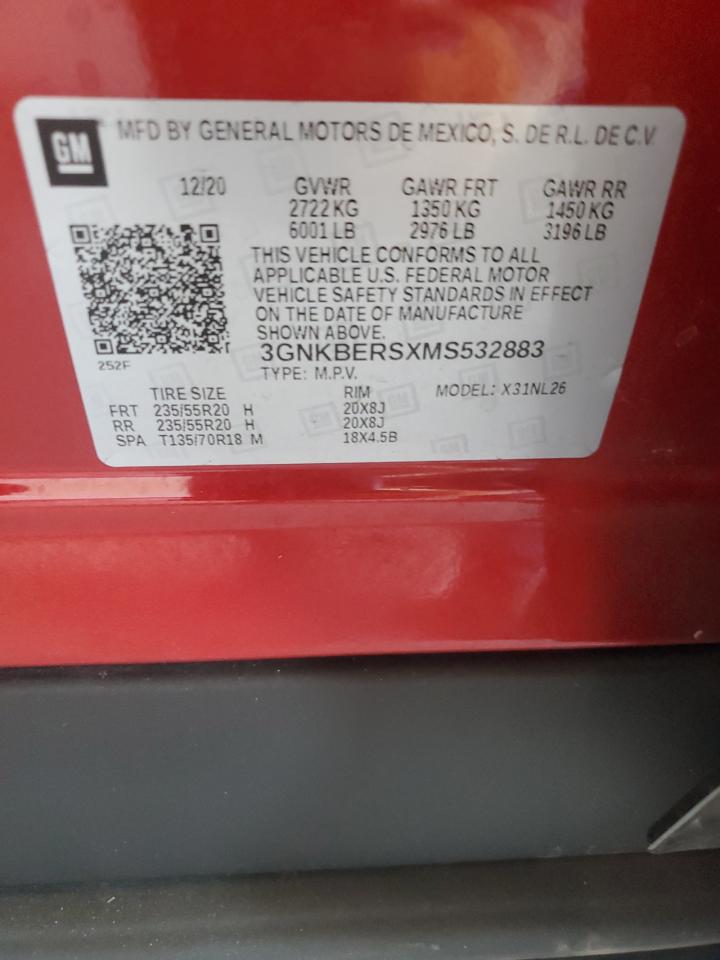 GM MFD BY GENERAL MOTORS DE MEXICO, S. DE R.L. DE C.V.
12/20 GVWR GAWR FRT GAWR RR
2722 KG 1350 KG 1450 KG
6001 LB 2976 LB 3196 LB
THIS VEHICLE CONFORMS TO ALL
APPLICABLE U.S. FEDERAL MOTOR
VEHICLE SAFETY STANDARDS IN EFFECT
ON THE DATE OF MANUFACTURE
SHOWN ABOVE.
3GNKBERSXMS532883
252F
TYPE: M.P.V. MODEL: X31NL26
TIRE SIZE RIM
FRT 235/55R20 H 20X8J
RR 235/55R20 H 20X8J
SPA T135/70R18 M 18X4.5B